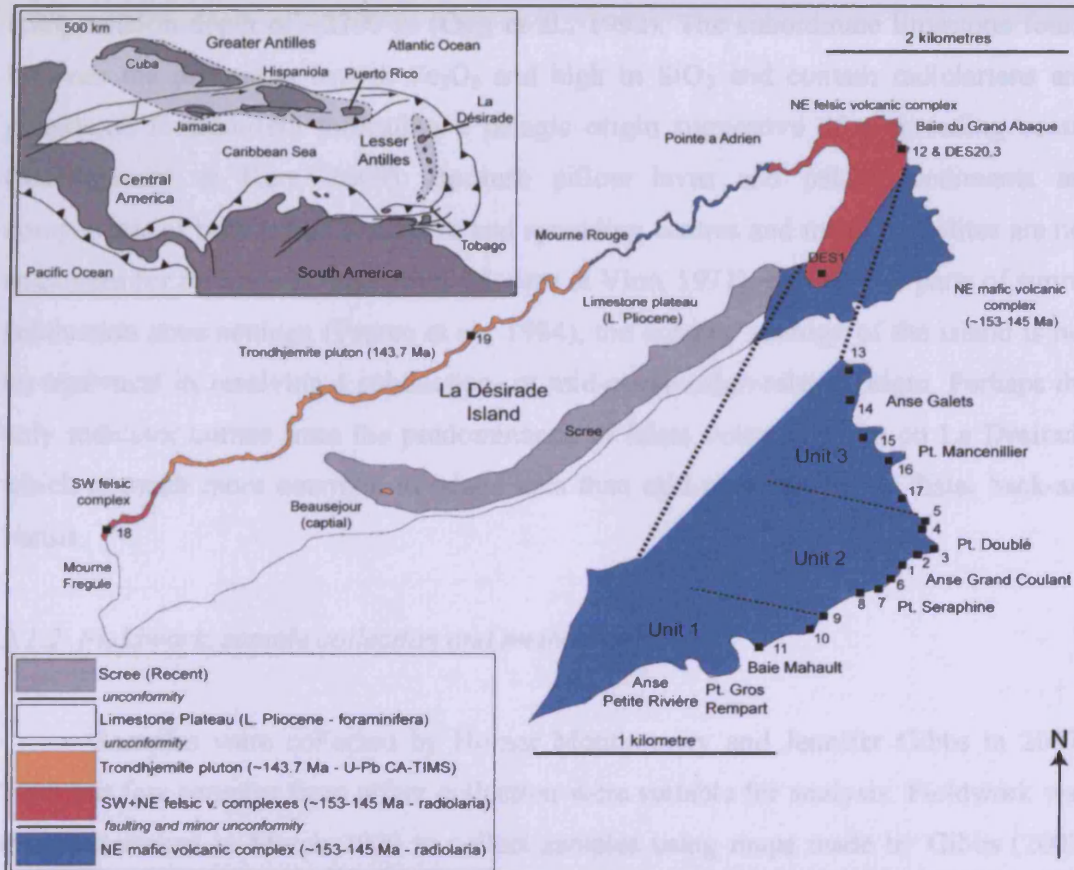 500 km
Greater Antilles
Atlantic Ocean
Cuba
Hispaniola
Puerto Rico
La
Désirade
Jamaica
Lesser
Antilles
Caribbean Sea
Central
America
Tobago
Pacific Ocean
South America
2 kilometres
NE felsic volcanic complex
Baie du Grand Abaque
12 & DES20.3
Pointe a Adrien
Mourne Rouge
DES1
Limestone plateau
(L. Pliocene)
NE mafic volcanic
complex
(~153-145 Ma)
19
Trondhjemite pluton (143.7 Ma)
La Désirade
Island
Scree
SW felsic
complex
18
Beausejour
(captial)
Mourne
Fregule
13
14
Anse Galets
15
Pt. Mancenillier
16
Unit 3
17
5
4
Pt. Doublé
3
2
1
Unit 2
Anse Grand Coulant
6
7
8
Pt. Seraphine
9
10
Unit 1
11
Baie Mahault
Anse
Petite Riviére
Pt. Gros
Rempart
1 kilometre
N
Scree (Recent)
unconformity
Limestone Plateau (L. Pliocene - foraminifera)
unconformity
Trondhjemite pluton (~143.7 Ma - U-Pb CA-TIMS)
SW+NE felsic v. complexes (~153-145 Ma - radiolaria)
faulting and minor unconformity
NE mafic volcanic complex (~153-145 Ma - radiolaria)